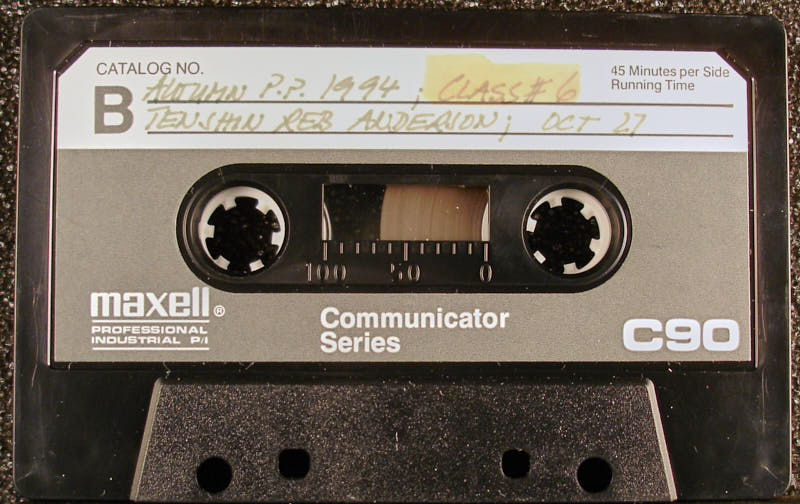 CATALOG NO.
45 Minutes per Side
Running Time
B
AUTUMN P.P. 1994 ; CLASS # 6
TENSHIN REB ANDERSON; OCT 27
100 50 0
maxell®
PROFESSIONAL
INDUSTRIAL P/I
Communicator
Series
C90